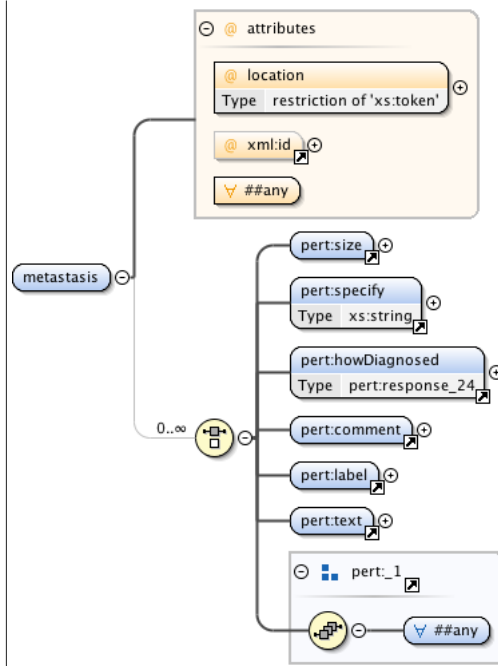 @ attributes
@ location
Type restriction of 'xs:token'
@ xml:id
∀ ##any
pert:size
metastasis
pert:specify
Type xs:string
pert:howDiagnosed
Type pert:response_24
0..∞
pert:comment
pert:label
pert:text
pert:_1
∀ ##any